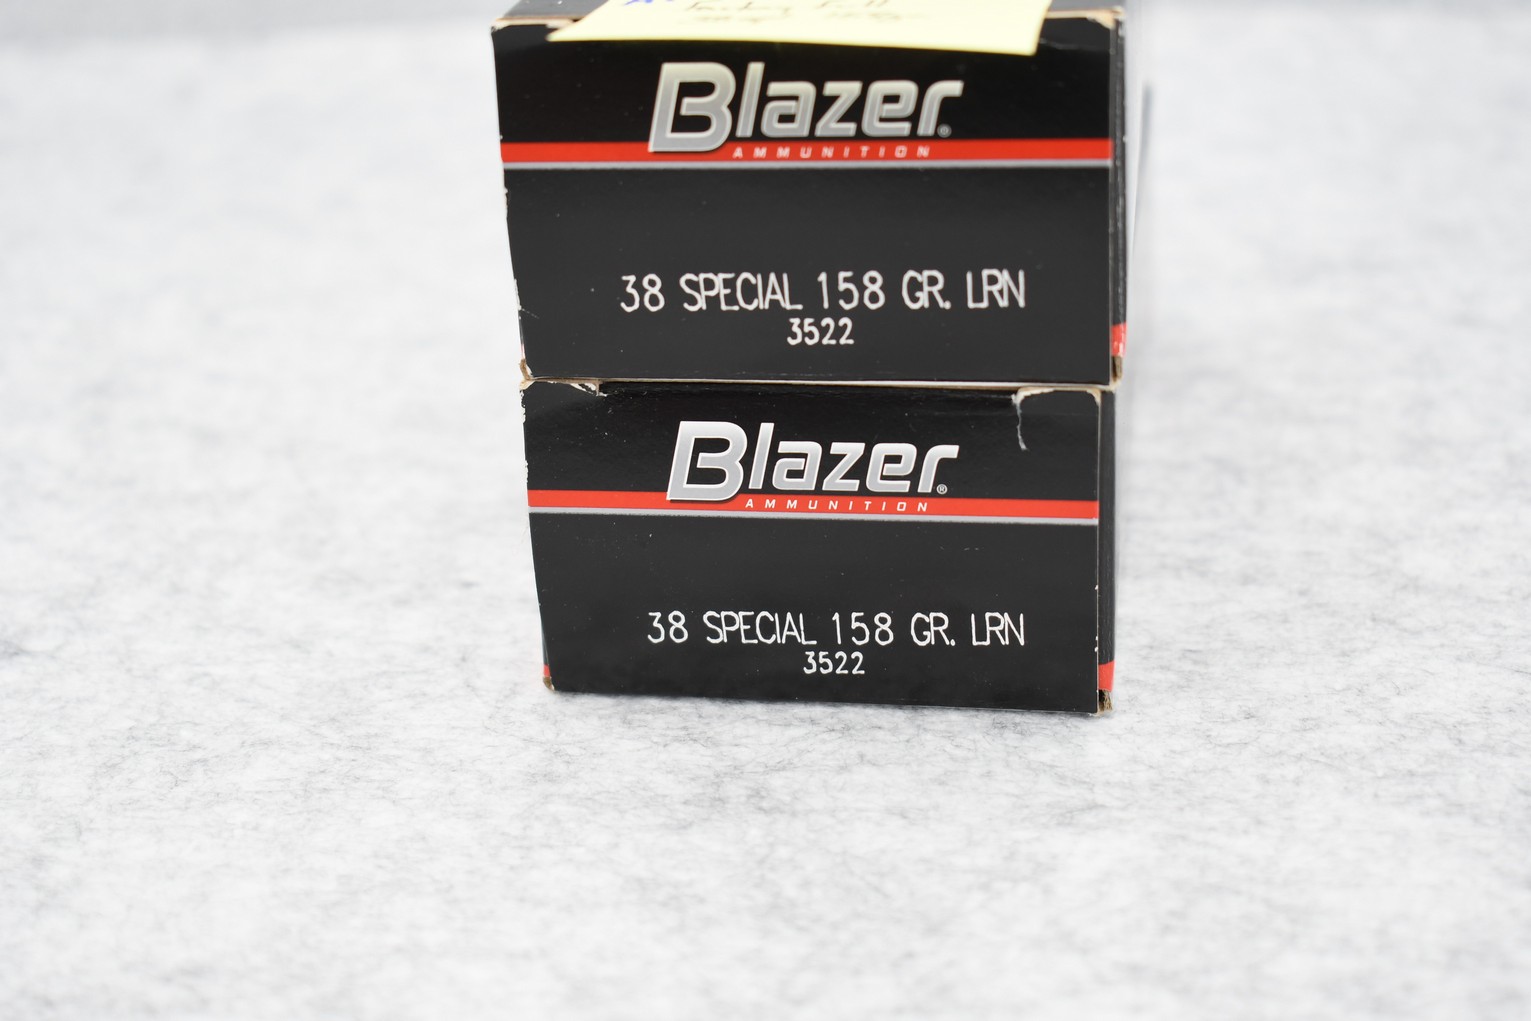 Blazer®
AMMUNITION
38 SPECIAL 158 GR. LRN
3522
Blazer®
AMMUNITION
38 SPECIAL 158 GR. LRN
3522